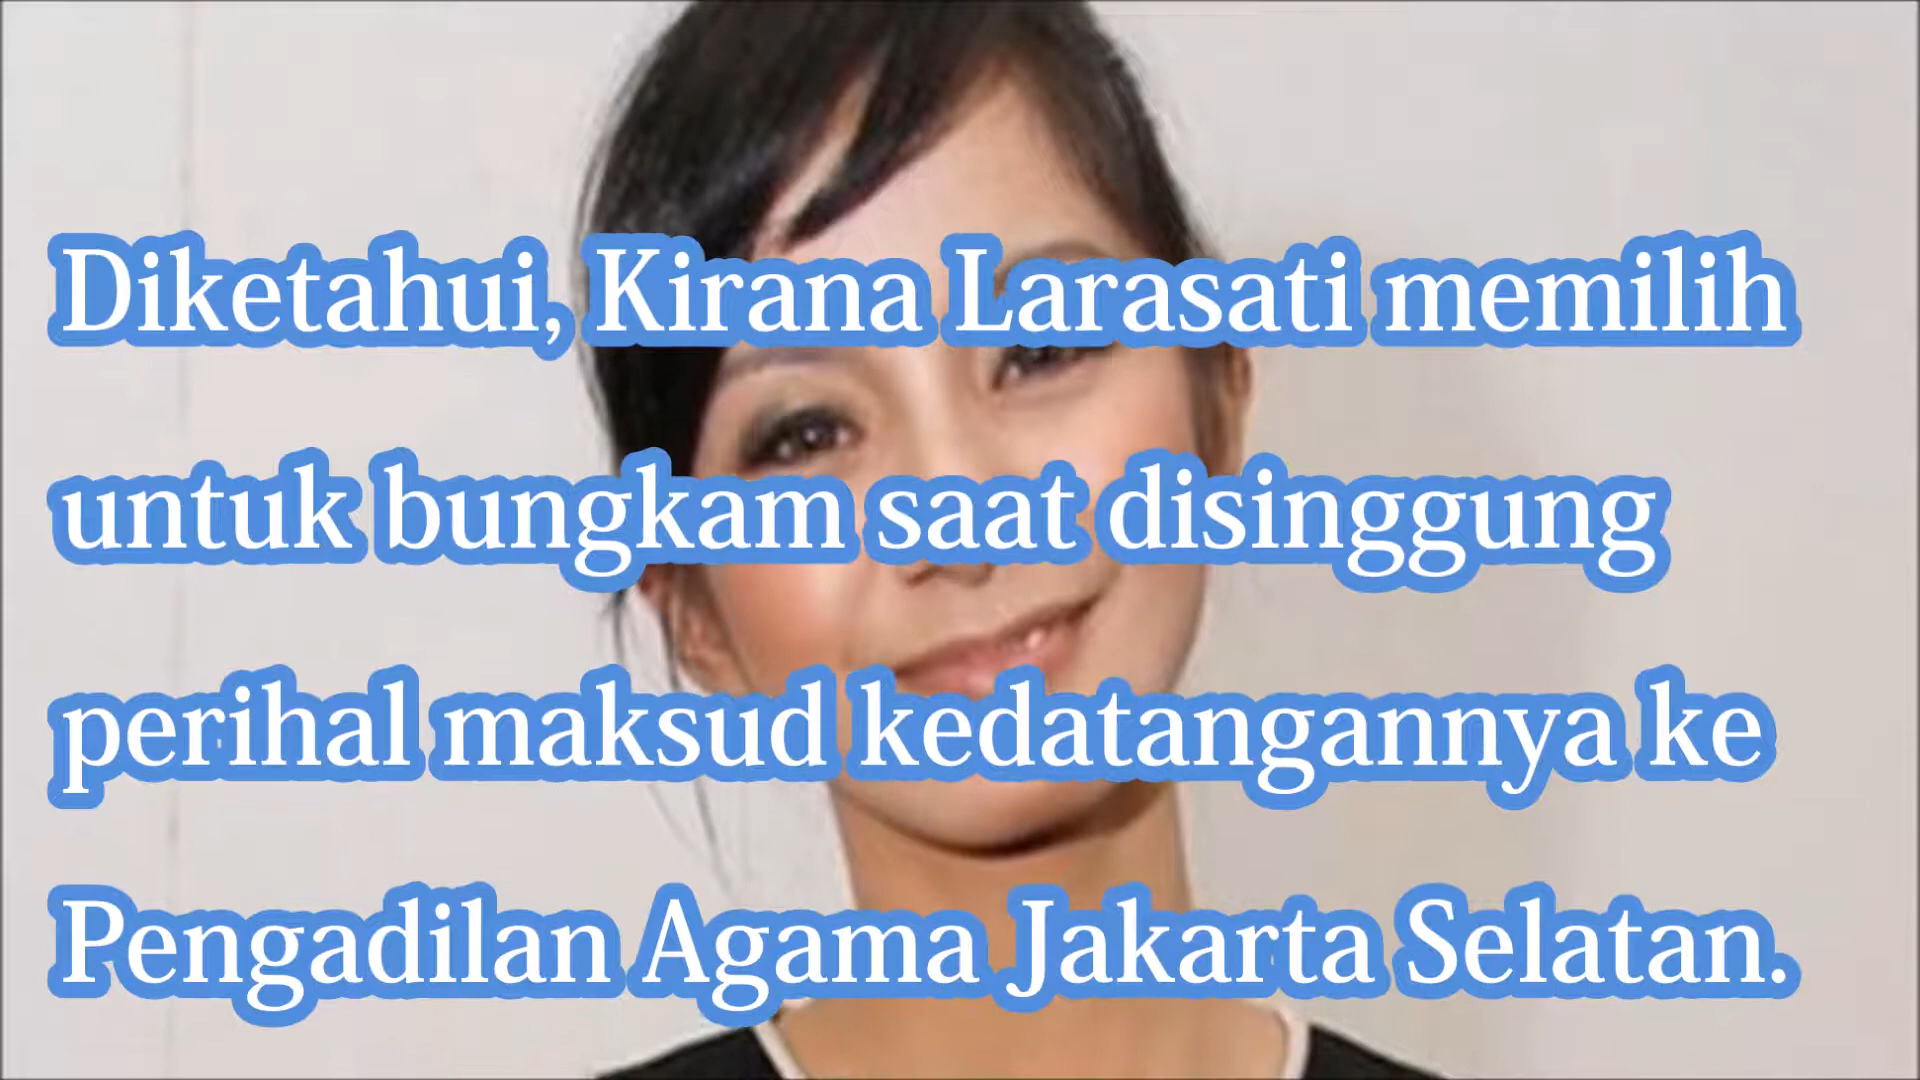 Diketahui, Kirana Larasati memilih
untuk bungkam saat disinggung
perihal maksud kedatangannya ke
Pengadilan Agama Jakarta Selatan.